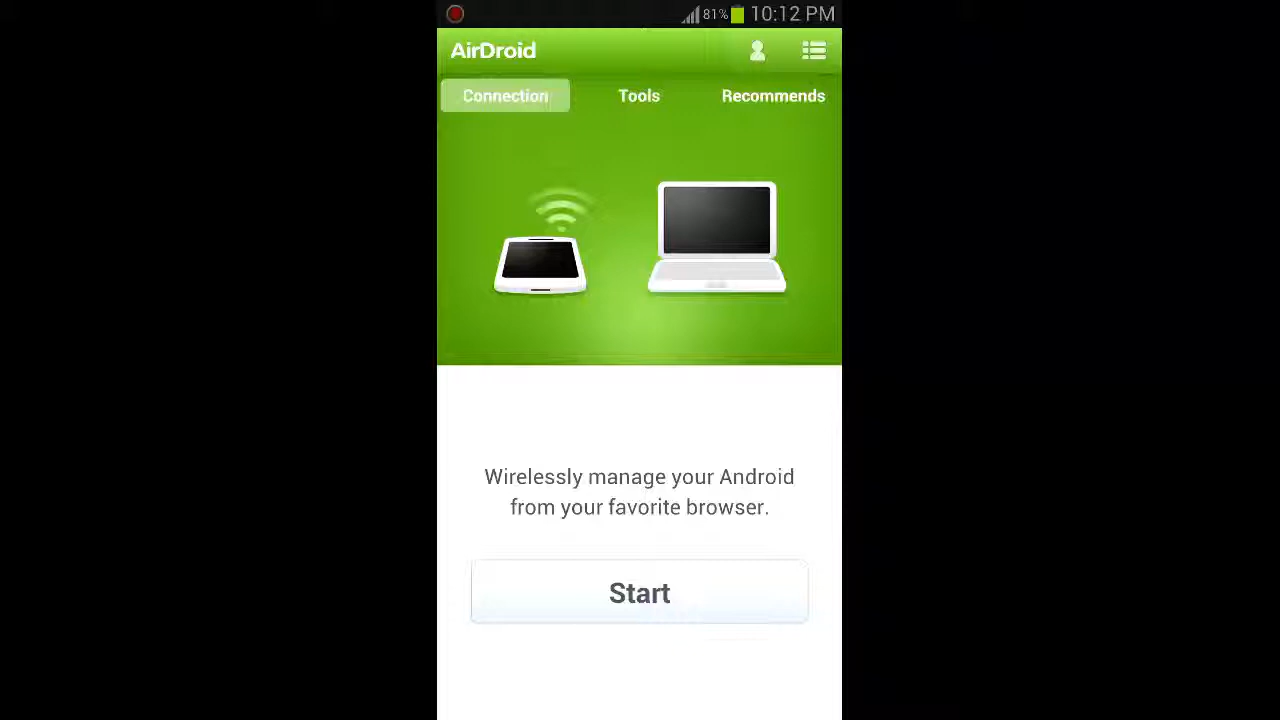 81% 10:12 PM
AirDroid
Connection Tools Recommends
Wirelessly manage your Android
from your favorite browser.
Start